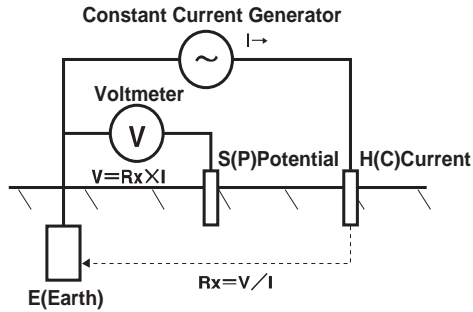 Constant Current Generator
I→
~
Voltmeter
V
S(P)Potential
H(C)Current
V=Rx×I
Rx=V/I
E(Earth)